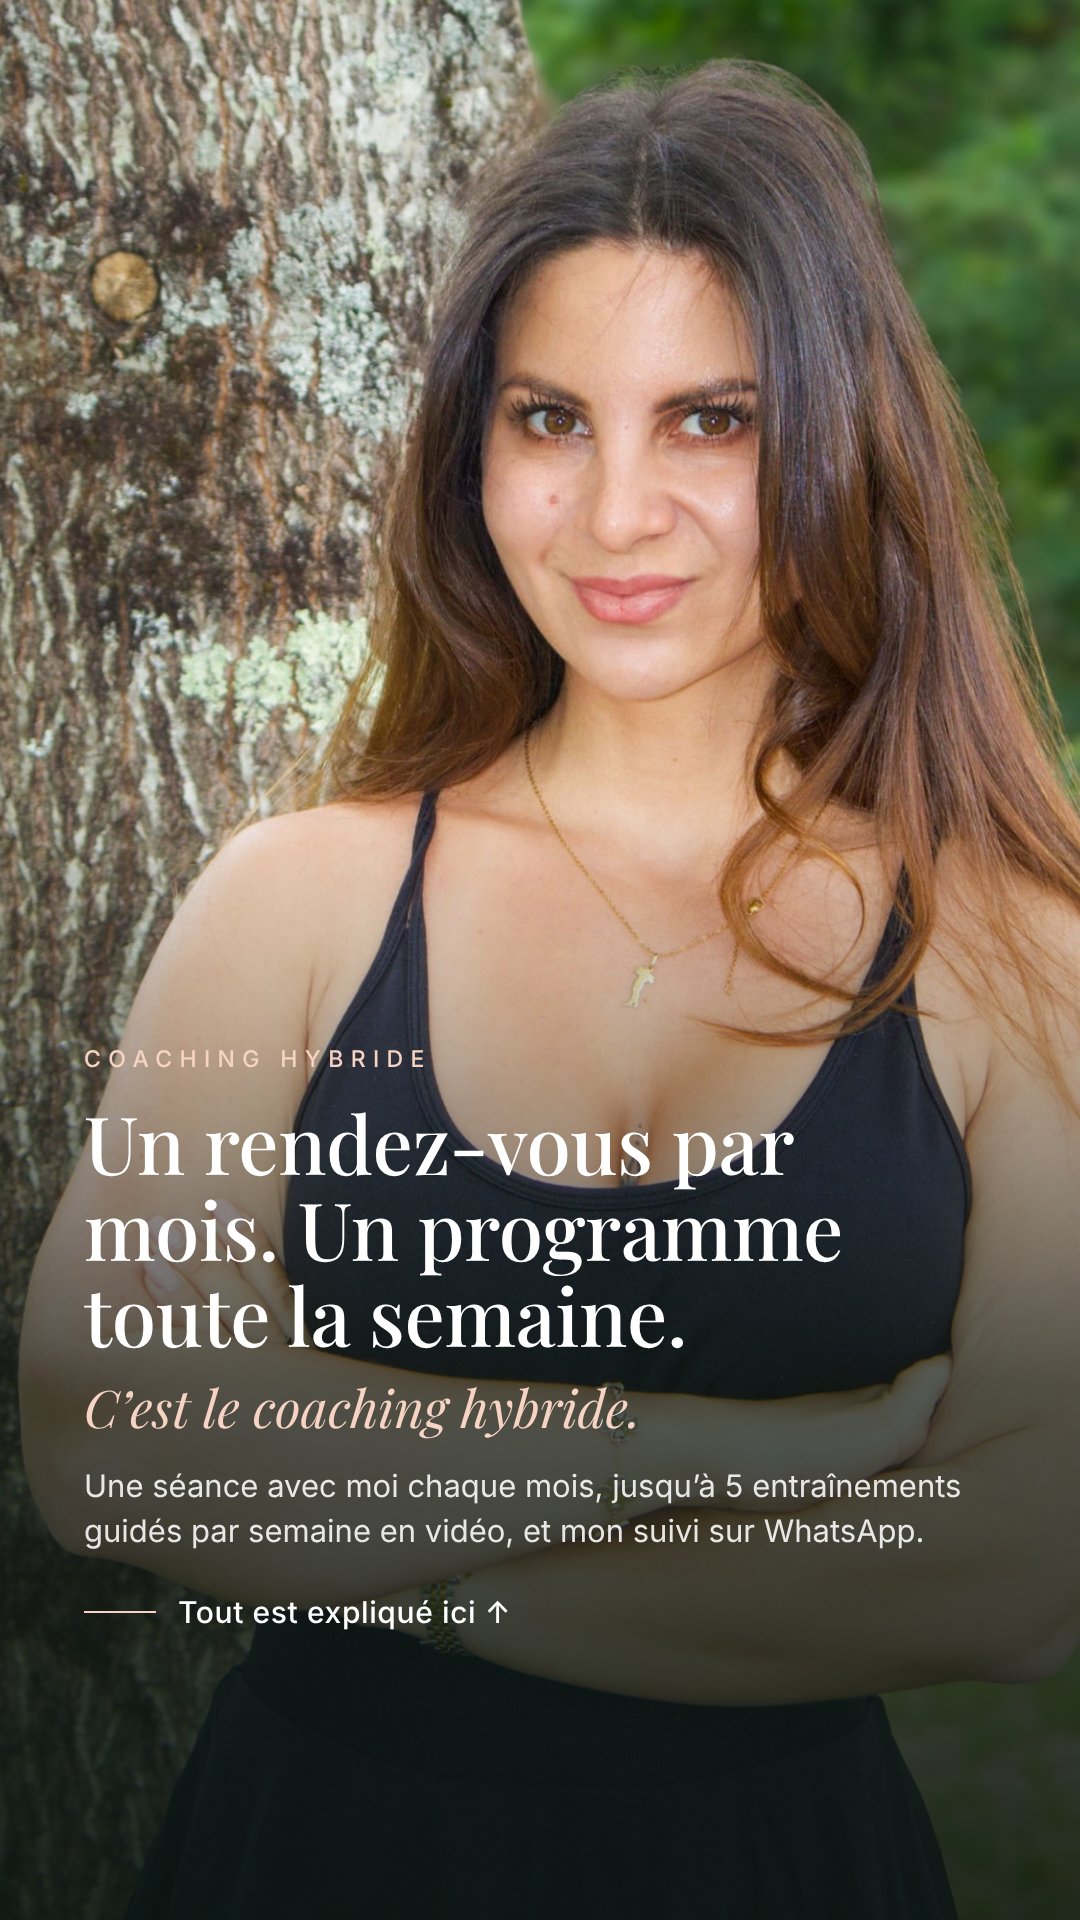 COACHING HYBRIDE
Un rendez-vous par
mois. Un programme
toute la semaine.
C’est le coaching hybride.
Une séance avec moi chaque mois, jusqu’à 5 entraînements
guidés par semaine en vidéo, et mon suivi sur WhatsApp.
Tout est expliqué ici ↑